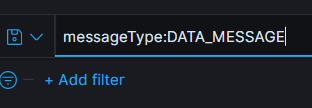 messageType:DATA_MESSAGE
+ Add filter